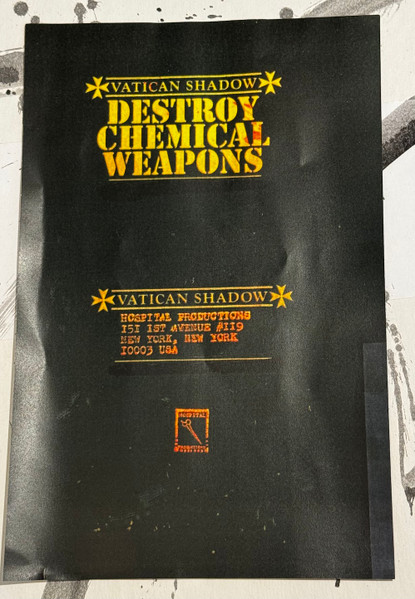 VATICAN SHADOW
DESTROY
CHEMICAL
WEAPONS
VATICAN SHADOW
HOSPITAL PRODUCTIONS
151 1ST AVENUE #119
NEW YORK, NEW YORK
10003 USA
HOSPITAL